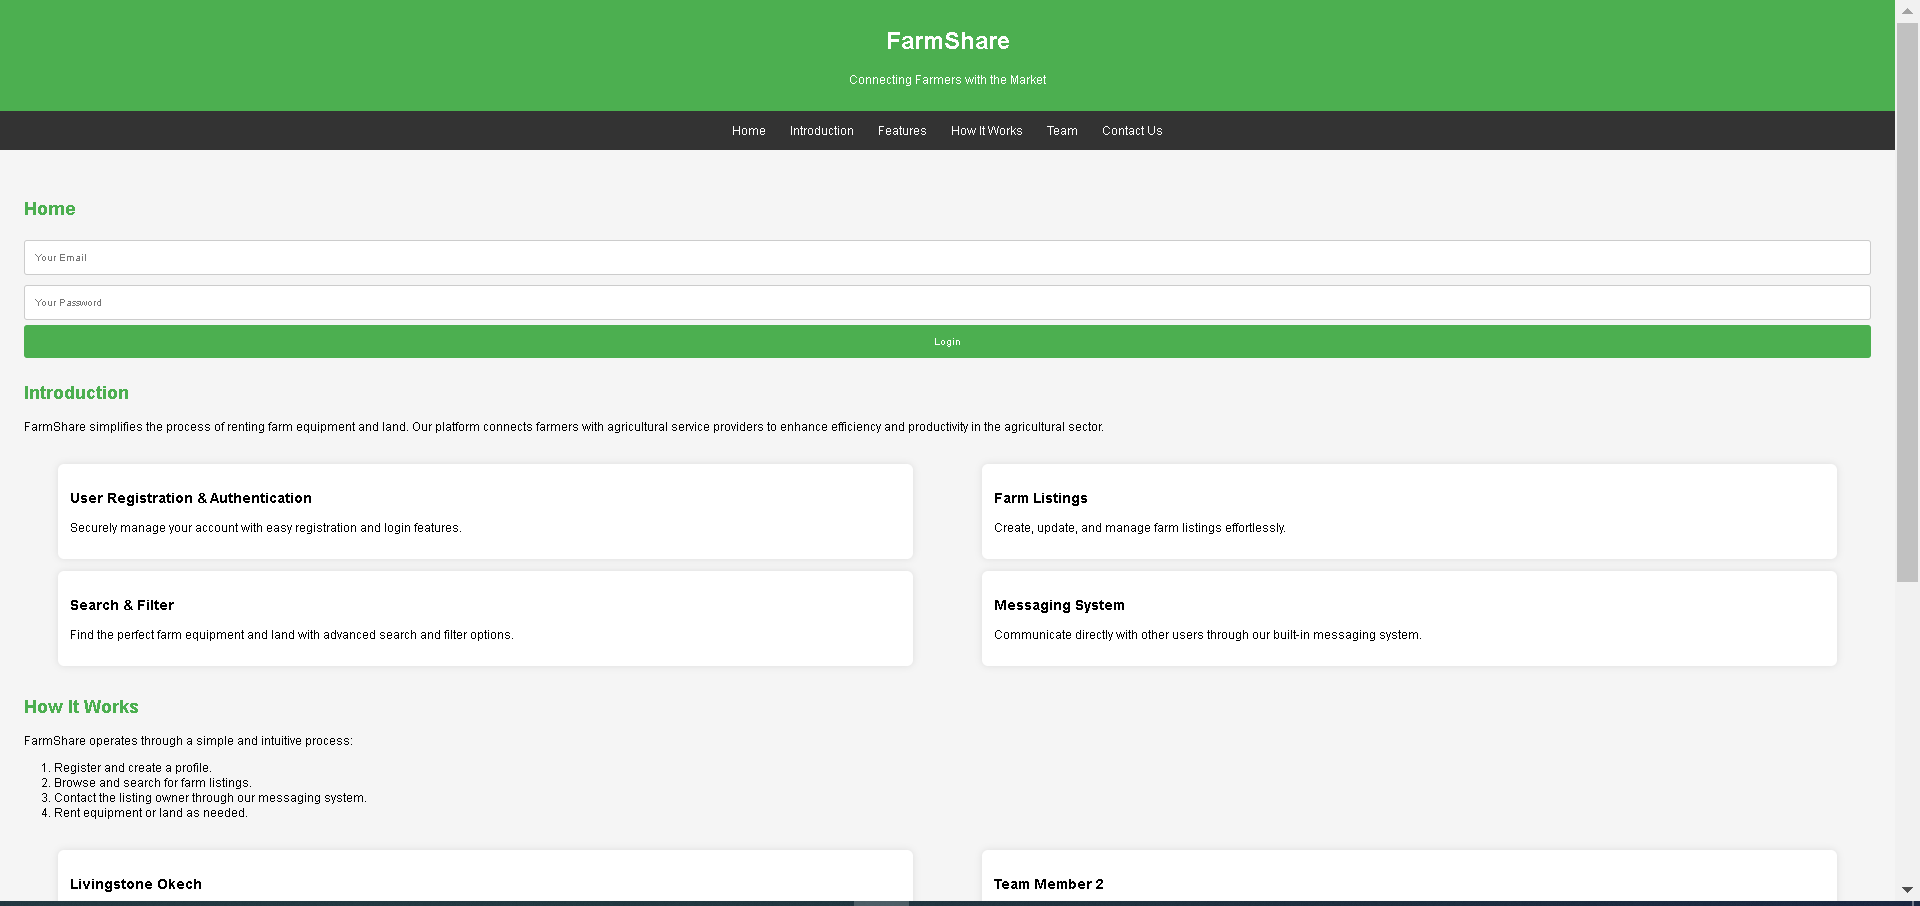 FarmShare
Connecting Farmers with the Market
Home Introduction Features How It Works Team Contact Us
Home
Your Email
Your Password
Login
Introduction
FarmShare simplifies the process of renting farm equipment and land. Our platform connects farmers with agricultural service providers to enhance efficiency and productivity in the agricultural sector.
User Registration & Authentication
Securely manage your account with easy registration and login features.
Farm Listings
Create, update, and manage farm listings effortlessly.
Search & Filter
Find the perfect farm equipment and land with advanced search and filter options.
Messaging System
Communicate directly with other users through our built-in messaging system.
How It Works
FarmShare operates through a simple and intuitive process:
1. Register and create a profile.
2. Browse and search for farm listings.
3. Contact the listing owner through our messaging system.
4. Rent equipment or land as needed.
Livingstone Okech
Team Member 2